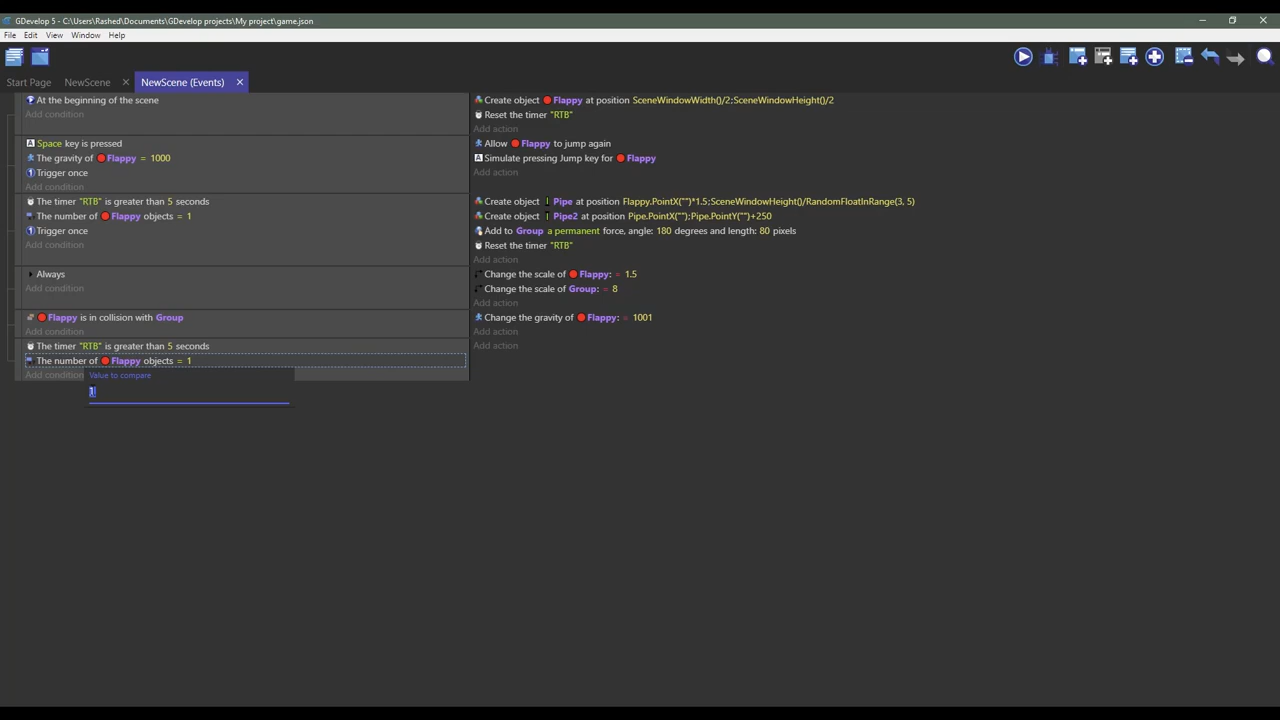 GDevelop 5 - C:\Users\Rashed\Documents\GDevelop projects\My project\game.json
File Edit View Window Help
Start Page NewScene NewScene (Events)
At the beginning of the scene
Add condition
Create object Flappy at position SceneWindowWidth()/2;SceneWindowHeight()/2
Reset the timer "RTB"
Add action
Space key is pressed
The gravity of Flappy = 1000
Trigger once
Add condition
Allow Flappy to jump again
Simulate pressing Jump key for Flappy
Add action
The timer "RTB" is greater than 5 seconds
The number of Flappy objects = 1
Trigger once
Add condition
Create object Pipe at position Flappy.PointX("")*1.5;SceneWindowHeight()/RandomFloatInRange(3, 5)
Create object Pipe2 at position Pipe.PointX("");Pipe.PointY("")+250
Add to Group a permanent force, angle: 180 degrees and length: 80 pixels
Reset the timer "RTB"
Add action
Always
Add condition
Change the scale of Flappy: = 1.5
Change the scale of Group: = 8
Add action
Flappy is in collision with Group
Add condition
Change the gravity of Flappy: = 1001
Add action
The timer "RTB" is greater than 5 seconds
The number of Flappy objects = 1
Add condition
Add action
Value to compare
1